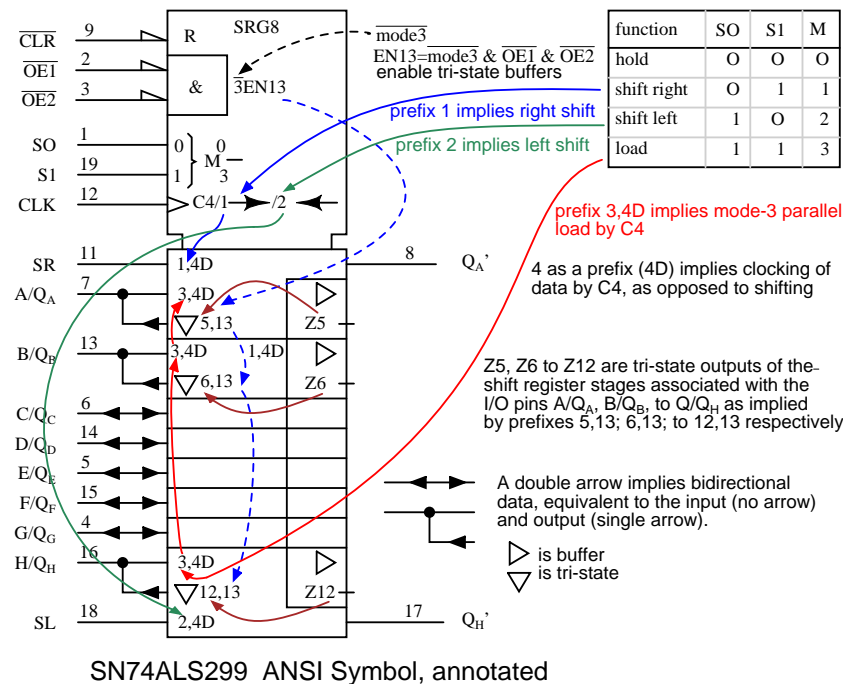 SRG8
9
CLR
R
mode3
2
OE1
EN13=mode3 & OE1 & OE2
enable tri-state buffers
3
OE2
&
3EN13
function SO S1 M
hold O O O
shift right O 1 1
shift left 1 O 2
load 1 1 3
prefix 1 implies right shift
prefix 2 implies left shift
1
SO
0
M
0
3
19
S1
1
12
CLK
C4/1
/2
prefix 3,4D implies mode-3 parallel
load by C4
11
SR
1,4D
8
QA'
4 as a prefix (4D) implies clocking of
data by C4, as opposed to shifting
7
A/QA
3,4D
5,13
Z5
13
B/QB
3,4D
1,4D
6,13
Z6
Z5, Z6 to Z12 are tri-state outputs of the
shift register stages associated with the
I/O pins A/QA, B/QB, to Q/QH as implied
by prefixes 5,13; 6,13; to 12,13 respectively
6
C/QC
14
D/QD
5
E/QE
15
F/QF
4
G/QG
A double arrow implies bidirectional
data, equivalent to the input (no arrow)
and output (single arrow).
16
H/QH
3,4D
12,13
Z12
is buffer
is tri-state
18
SL
2,4D
17
QH'
SN74ALS299 ANSI Symbol, annotated